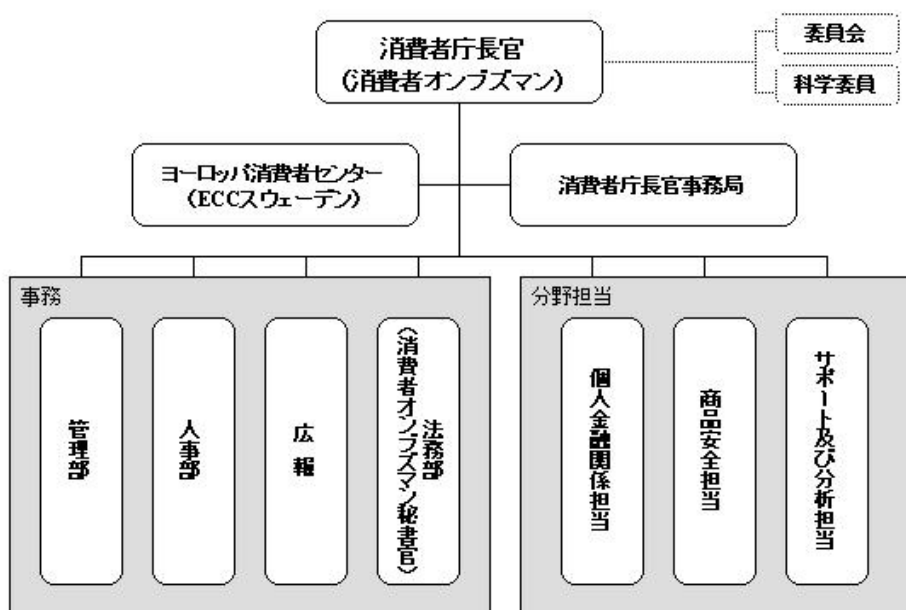 消費者庁長官
（消費者オンブズマン）
委員会
科学委員
ヨーロッパ消費者センター
（ECCスウェーデン）
消費者庁長官事務局
事務
管理部
人事部
広 報
法務部
（消費者オンブズマン秘書官）
分野担当
個人金融関係担当
商品安全担当
サポート及び分析担当